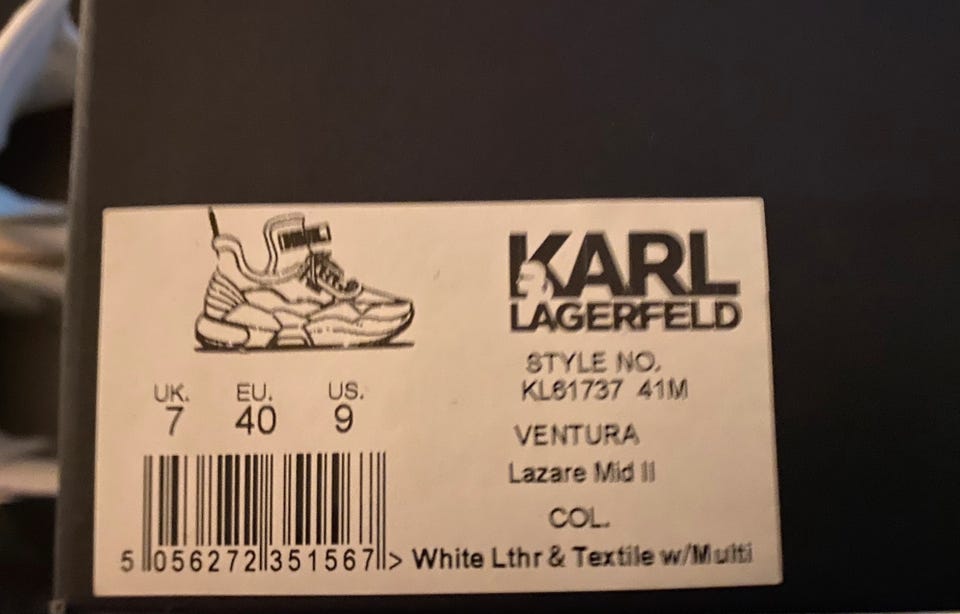 KARL
LAGERFELD
STYLE NO.
KL61737 41M
VENTURA
Lazare Mid II
COL.
White Lthr & Textile w/Multi
UK. EU. US.
7 40 9
5 056272 351567 >